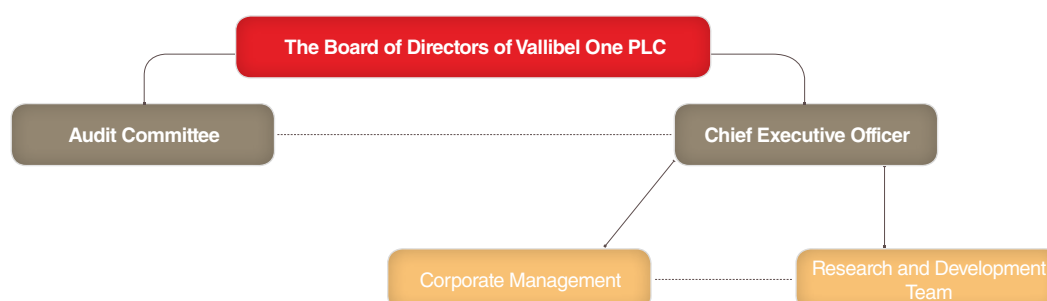 The Board of Directors of Vallibel One PLC
Audit Committee
Chief Executive Officer
Corporate Management
Research and Development
Team